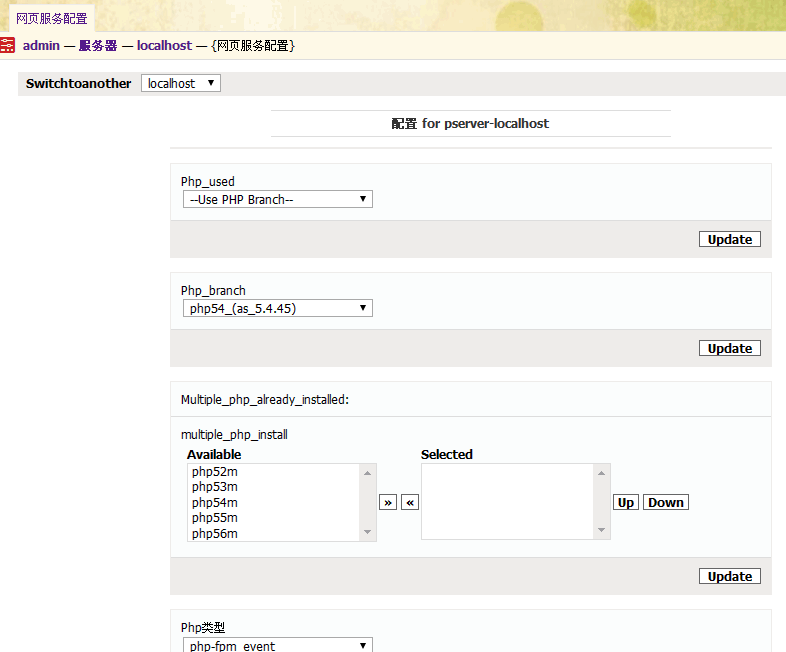 网页服务配置
admin — 服务器 — localhost — {网页服务配置}
Switchtoanother localhost
配置 for pserver-localhost
Php_used
--Use PHP Branch--
Update
Php_branch
php54_(as_5.4.45)
Update
Multiple_php_already_installed:
multiple_php_install
Available Selected
php52m
php53m
php54m
» « Up Down
php55m
php56m
Update
Php类型
php-fpm_event